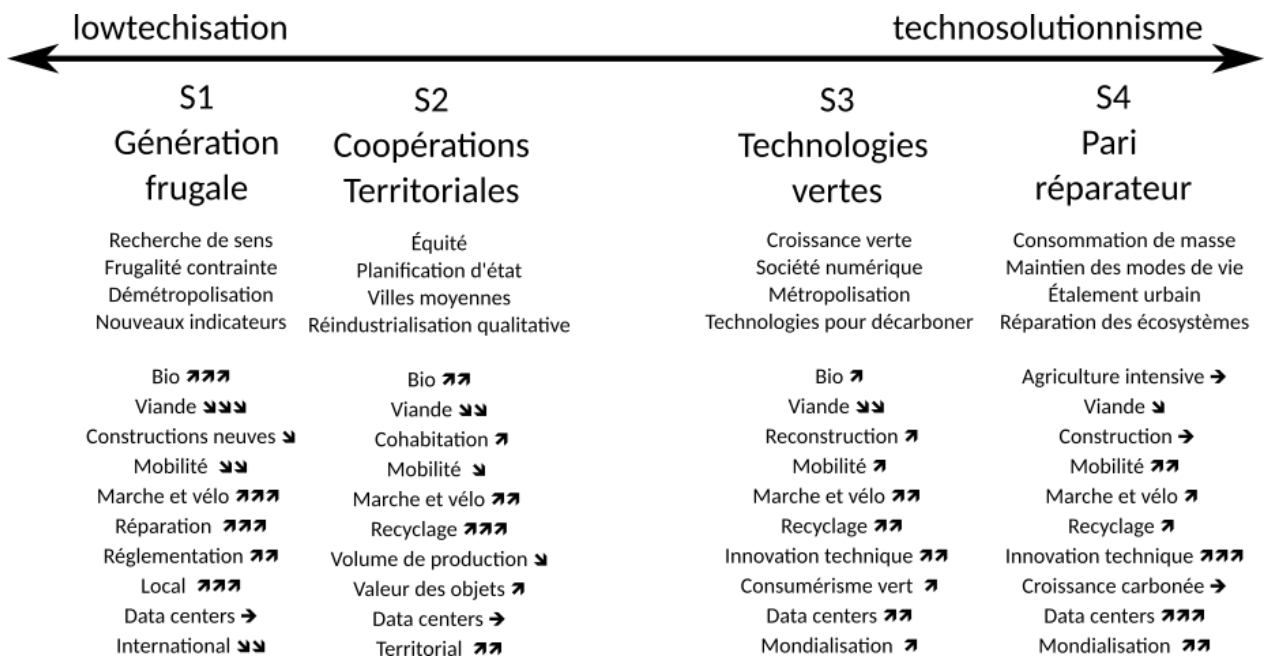 lowtechisation
technosolutionnisme
S1
Génération
frugale
Recherche de sens
Frugalité contrainte
Démétropolisation
Nouveaux indicateurs
Bio ↗↗↗
Viande ↘↘↘
Constructions neuves ↘
Mobilité ↘↘
Marche et vélo ↗↗↗
Réparation ↗↗↗
Réglementation ↗↗
Local ↗↗↗
Data centers →
International ↘↘
S2
Coopérations
Territoriales
Équité
Planification d'état
Villes moyennes
Réindustrialisation qualitative
Bio ↗↗
Viande ↘↘
Cohabitation ↗
Mobilité ↘
Marche et vélo ↗↗
Recyclage ↗↗↗
Volume de production ↘
Valeur des objets ↗
Data centers →
Territorial ↗↗
S3
Technologies
vertes
Croissance verte
Société numérique
Métropolisation
Technologies pour décarboner
Bio ↗
Viande ↘↘
Reconstruction ↗
Mobilité ↗
Marche et vélo ↗↗
Recyclage ↗↗
Innovation technique ↗↗
Consumérisme vert ↗
Data centers ↗↗
Mondialisation ↗
S4
Pari
réparateur
Consommation de masse
Maintien des modes de vie
Étalement urbain
Réparation des écosystèmes
Agriculture intensive →
Viande ↘
Construction →
Mobilité ↗↗
Marche et vélo ↗
Recyclage ↗
Innovation technique ↗↗↗
Croissance carbonée →
Data centers ↗↗↗
Mondialisation ↗↗